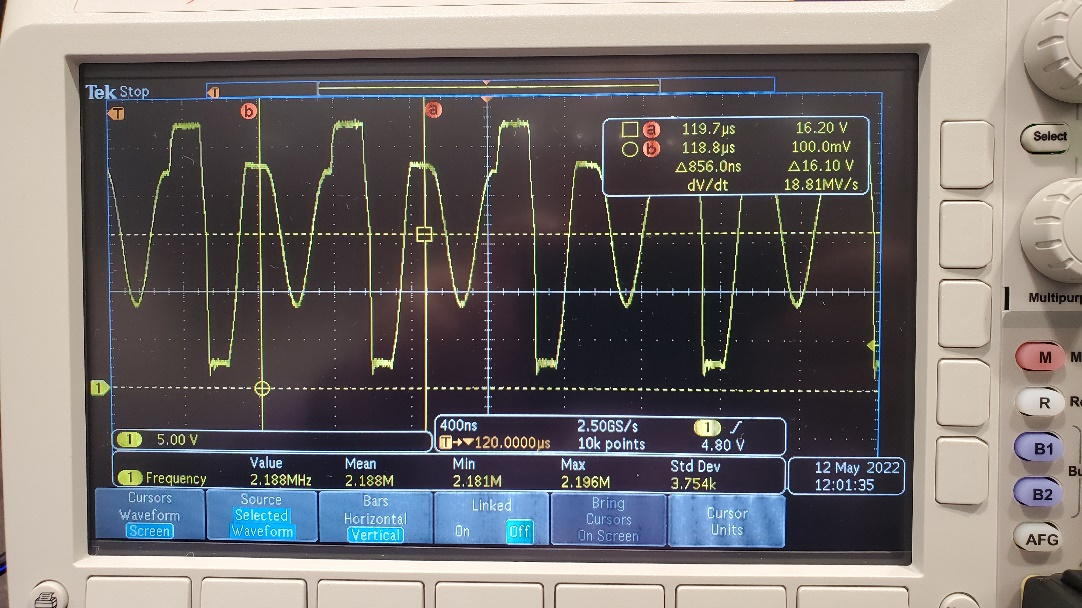 Tek Stop
T
T
b
a
a 119.7µs 16.20 V
b 118.8µs 100.0mV
Δ856.0ns Δ16.10 V
dV/dt 18.81MV/s
1
1 5.00 V
400ns 2.50GS/s 1
T→▼120.0000µs 10k points 4.80 V
Value Mean Min Max Std Dev
1 Frequency 2.188MHz 2.188M 2.181M 2.196M 3.754k
12 May 2022
12:01:35
Cursors
Waveform
Screen
Source
Selected
Waveform
Bars
Horizontal
Vertical
Linked
On Off
Bring
Cursors
On Screen
Cursor
Units
Select
M
R
B1
B2
AFG